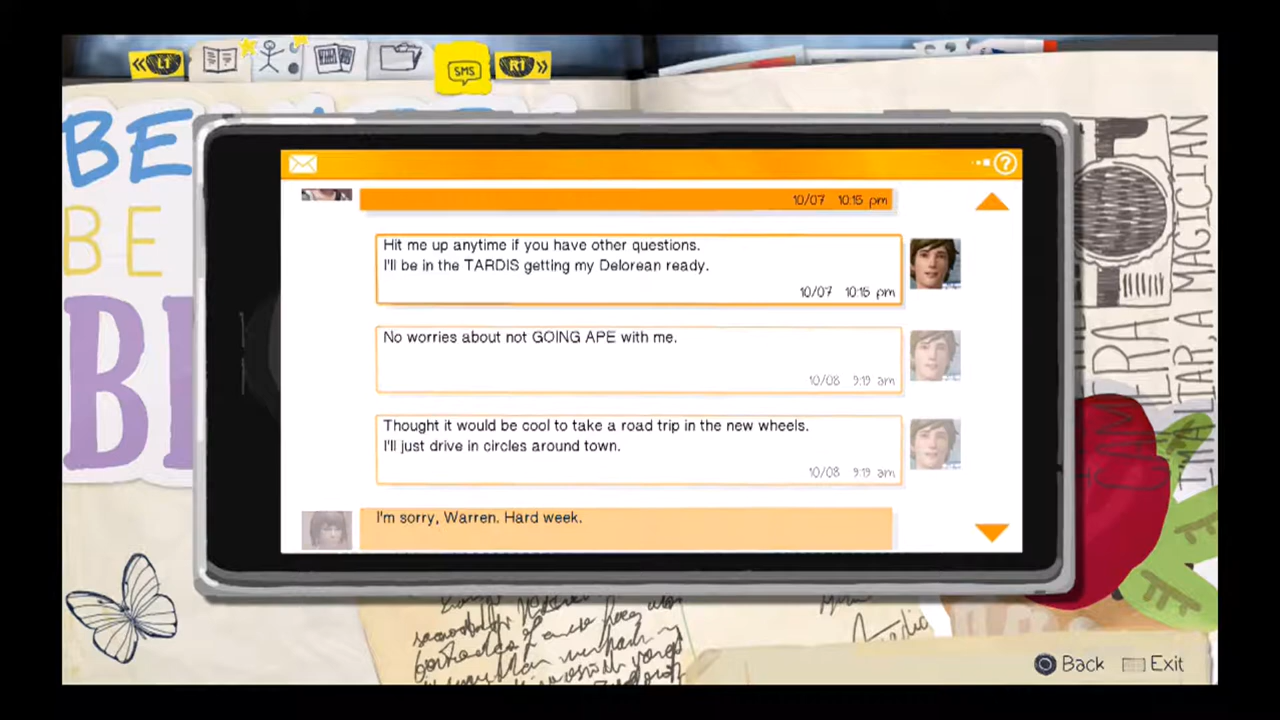 LT
SMS
R1
?
BE
BE
10/07 10:15 pm
Hit me up anytime if you have other questions.
I'll be in the TARDIS getting my Delorean ready.
10/07 10:15 pm
No worries about not GOING APE with me.
10/08 9:19 am
Thought it would be cool to take a road trip in the new wheels.
I'll just drive in circles around town.
10/08 9:19 am
I'm sorry, Warren. Hard week.
LIAR, A MAGICIAN
Back
Exit